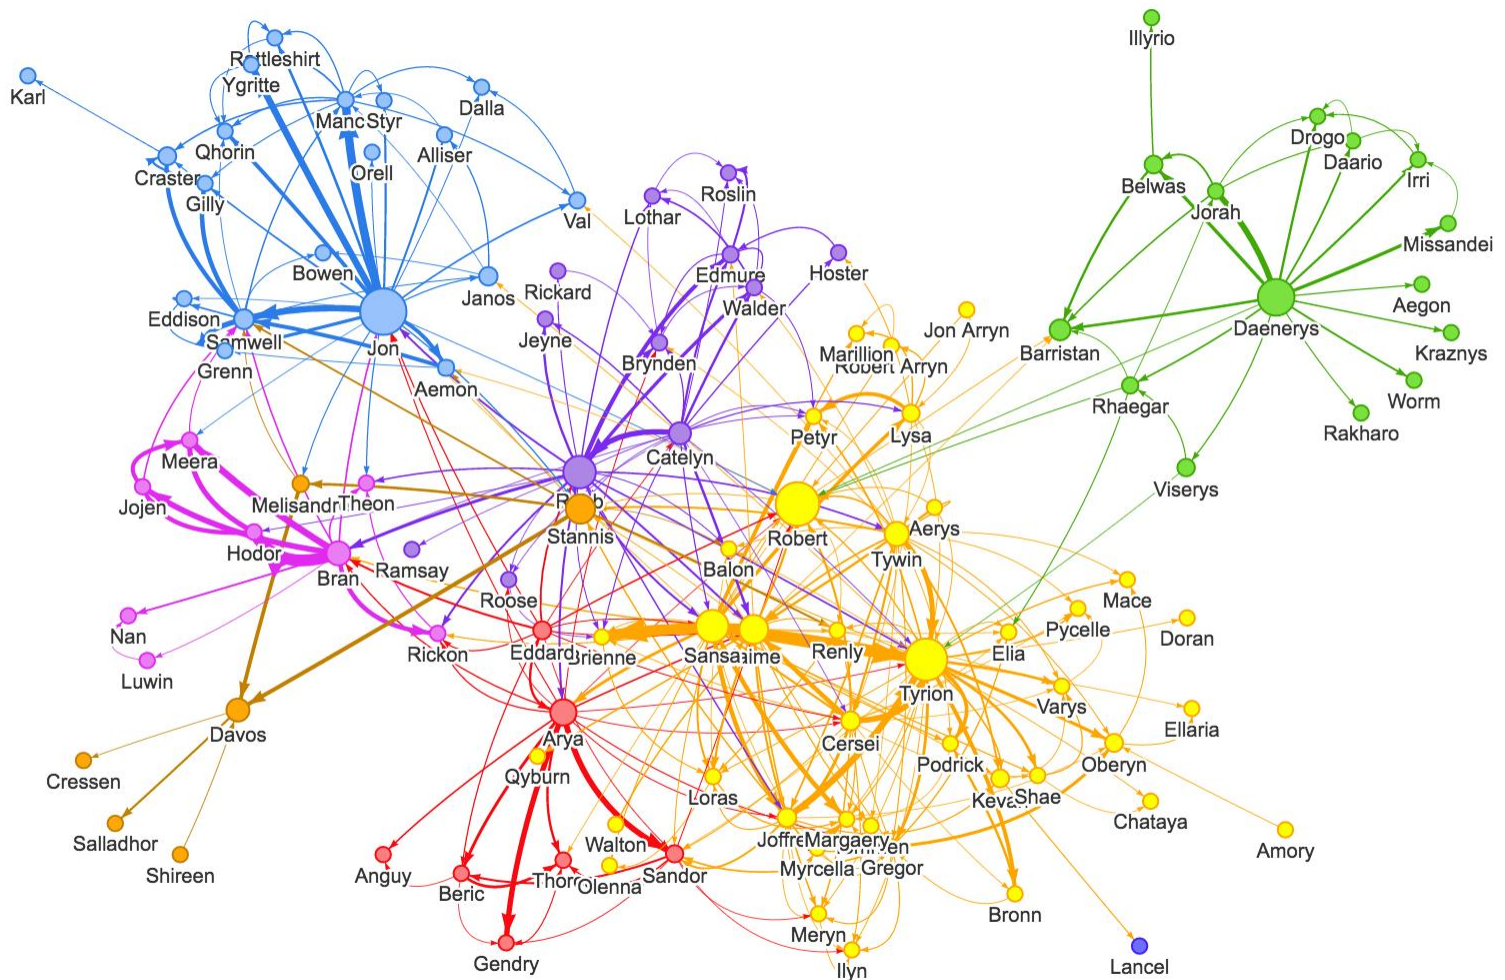 Illyrio
Rattleshirt
Ygritte
Karl
Dalla
Manc
Styr
Drogo
Qhorin
Alliser
Daario
Orell
Irri
Craster
Belwas
Gilly
Roslin
Jorah
Lothar
Val
Missandei
Bowen
Edmure
Hoster
Rickard
Janos
Aegon
Walder
Eddison
Daenerys
Jon Arryn
Samwell
Jeyne
Jon
Barristan
Kraznys
Marillion
Brynden
Robert Arryn
Grenn
Aemon
Worm
Rhaegar
Rakharo
Petyr
Lysa
Catelyn
Meera
Viserys
Melisandr
Theon
Jojen
Aerys
Stannis
Robert
Hodor
Tywin
Balon
Ramsay
Bran
Roose
Mace
Pycelle
Nan
Doran
Eddard
Brienne
Sansa
aime
Renly
Elia
Rickon
Luwin
Tyrion
Varys
Ellaria
Davos
Arya
Cersei
Podrick
Oberyn
Qyburn
Cressen
Loras
Keva
Shae
Chataya
Salladhor
Walton
Joffre
Margaery
Amory
Myrcella
Gregor
Shireen
Anguy
Thoro
Olenna
Sandor
Beric
Bronn
Meryn
Gendry
Lancel
Ilyn